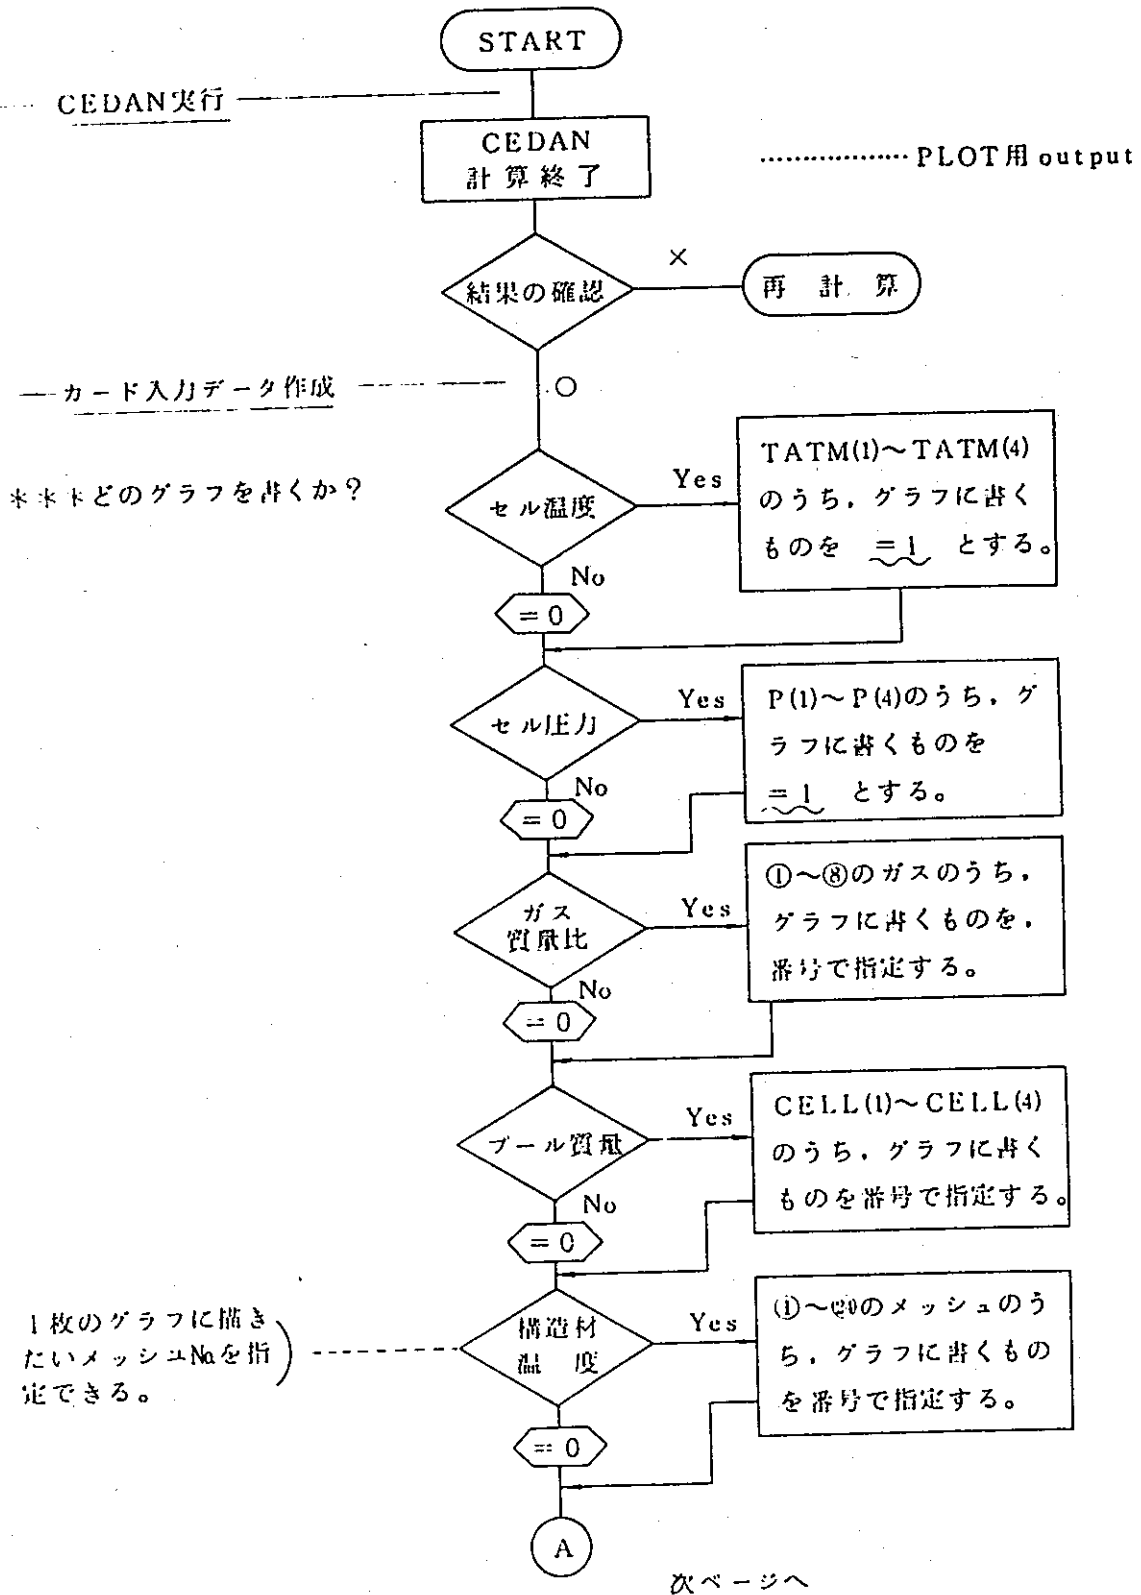 START
CEDAN実行
CEDAN
計算終了
PLOT用 output
結果の確認
×
再計算
カード入力データ作成
○
***どのグラフを書くか?
セル温度
Yes
TATM(1)~TATM(4)
のうち,グラフに書く
ものを =1 とする。
No
=0
セル圧力
Yes
P(1)~P(4)のうち,グ
ラフに書くものを
=1 とする。
No
=0
ガス
質量比
Yes
①~⑧のガスのうち,
グラフに書くものを,
番号で指定する。
No
=0
プール質量
Yes
CELL(1)~CELL(4)
のうち,グラフに書く
ものを番号で指定する。
No
=0
1枚のグラフに描き
たいメッシュ№を指
定できる。
構造材
温度
Yes
①~⑳のメッシュのう
ち,グラフに書くもの
を番号で指定する。
=0
A
次ページへ